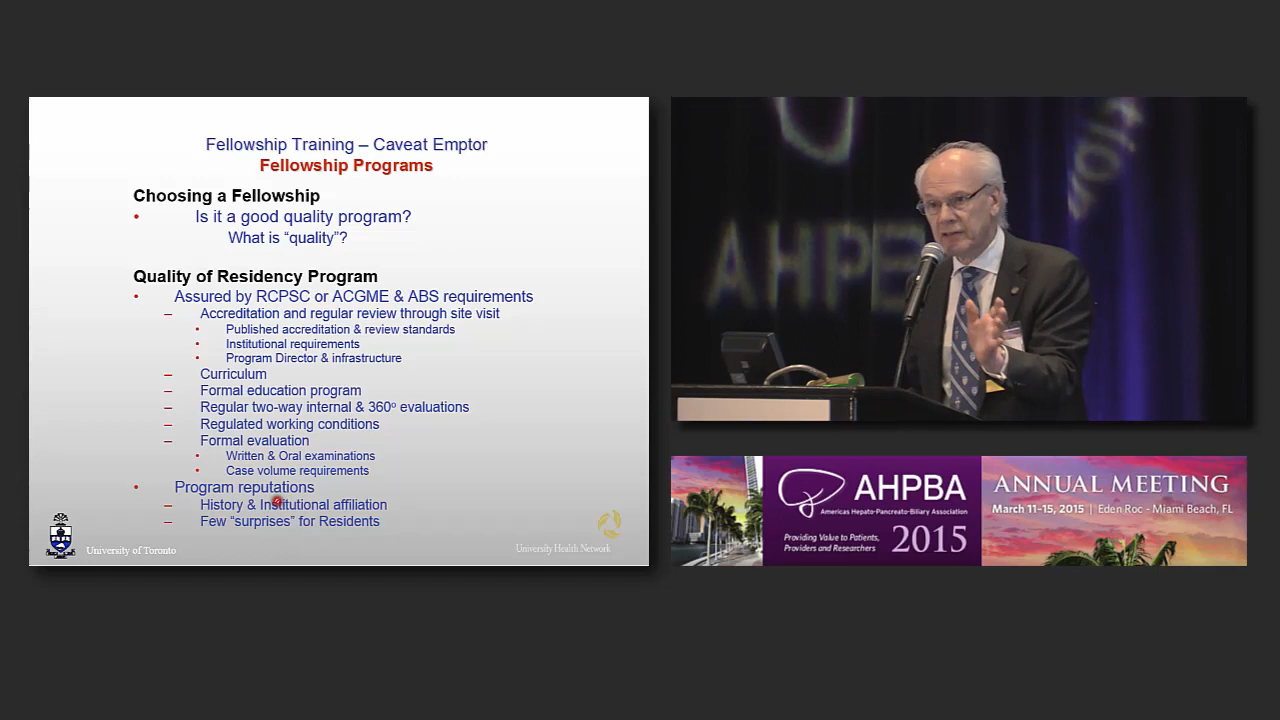 Fellowship Training – Caveat Emptor
Fellowship Programs
Choosing a Fellowship
• Is it a good quality program?
What is “quality”?
Quality of Residency Program
• Assured by RCPSC or ACGME & ABS requirements
– Accreditation and regular review through site visit
• Published accreditation & review standards
• Institutional requirements
• Program Director & infrastructure
– Curriculum
– Formal education program
– Regular two-way internal & 360º evaluations
– Regulated working conditions
– Formal evaluation
• Written & Oral examinations
• Case volume requirements
• Program reputations
– History & Institutional affiliation
– Few “surprises” for Residents
University of Toronto
University Health Network
AHPB
AHPBA
Americas Hepato-Pancreato-Biliary Association
2015
Providing Value to Patients,
Providers and Researchers
ANNUAL MEETING
March 11-15, 2015 | Eden Roc - Miami Beach, FL